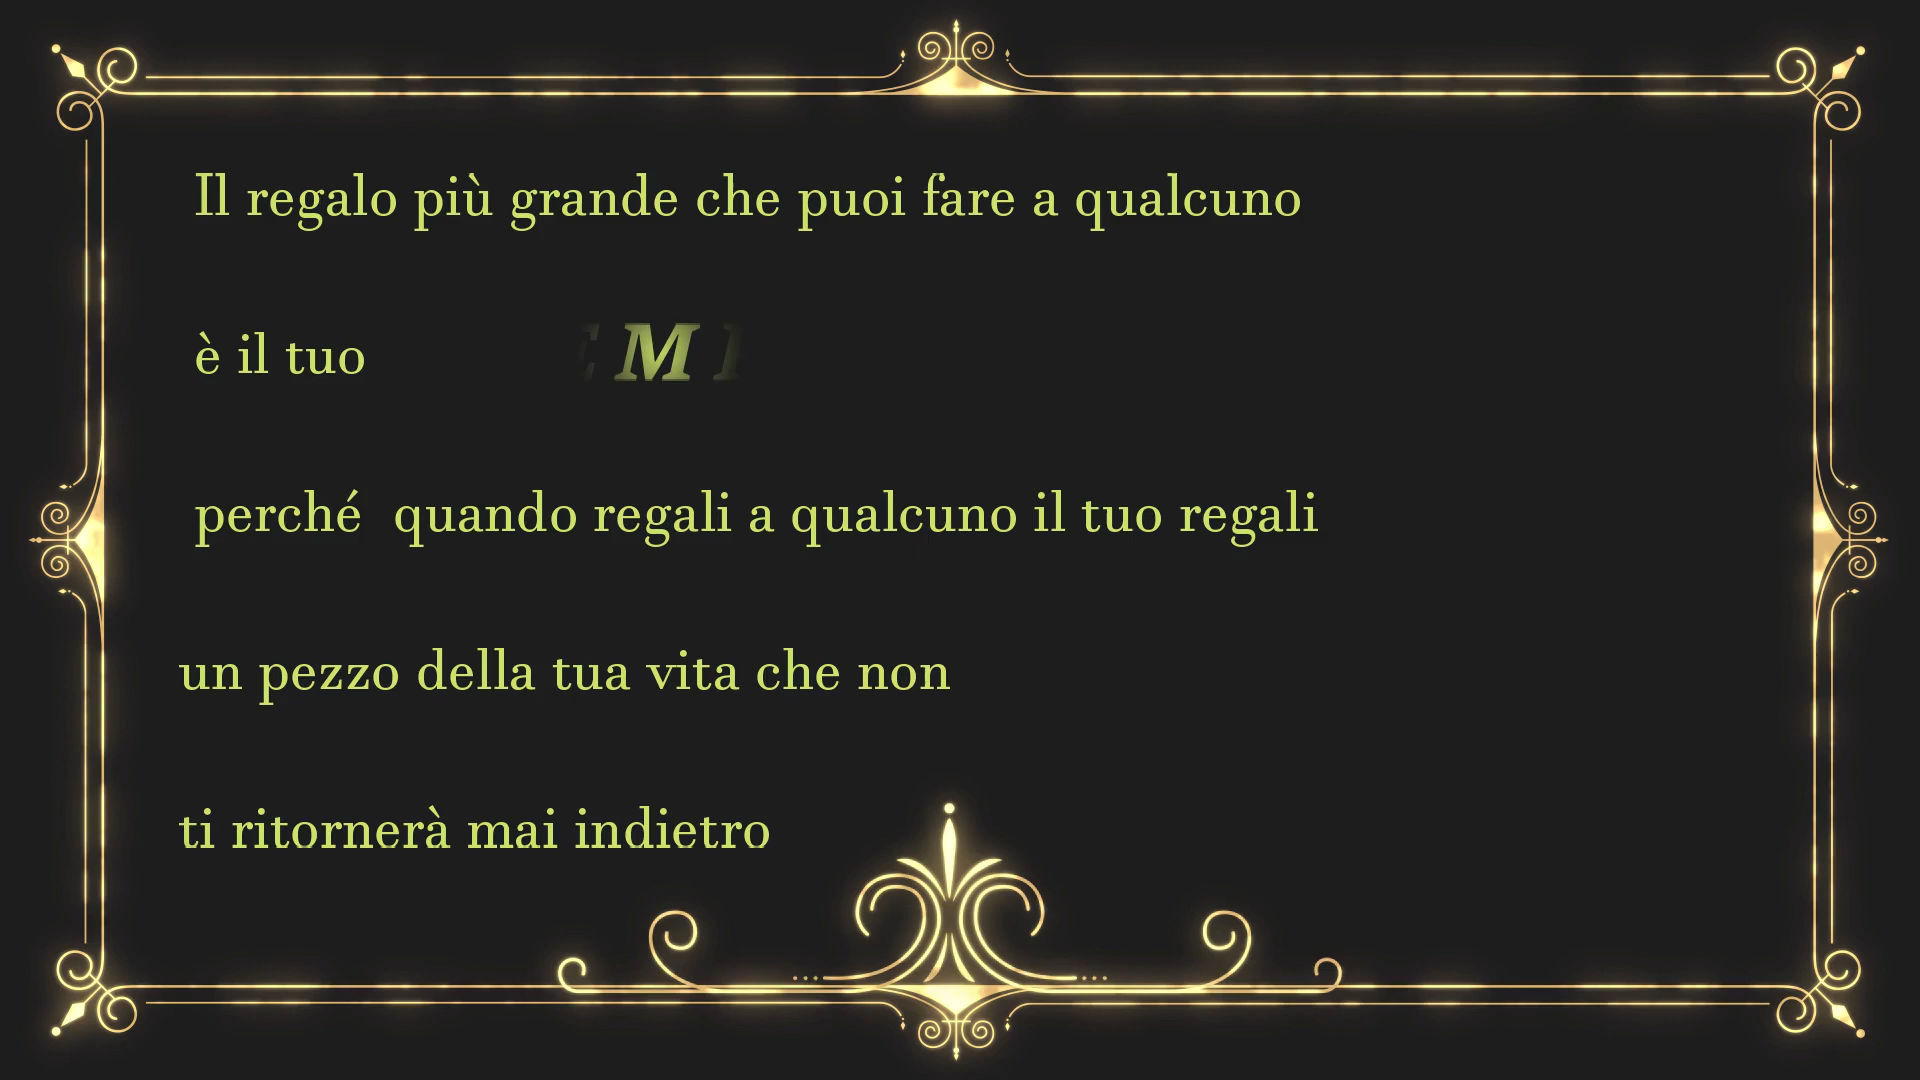 Il regalo più grande che puoi fare a qualcuno
è il tuo
perché quando regali a qualcuno il tuo regali
un pezzo della tua vita che non
ti ritornerà mai indietro